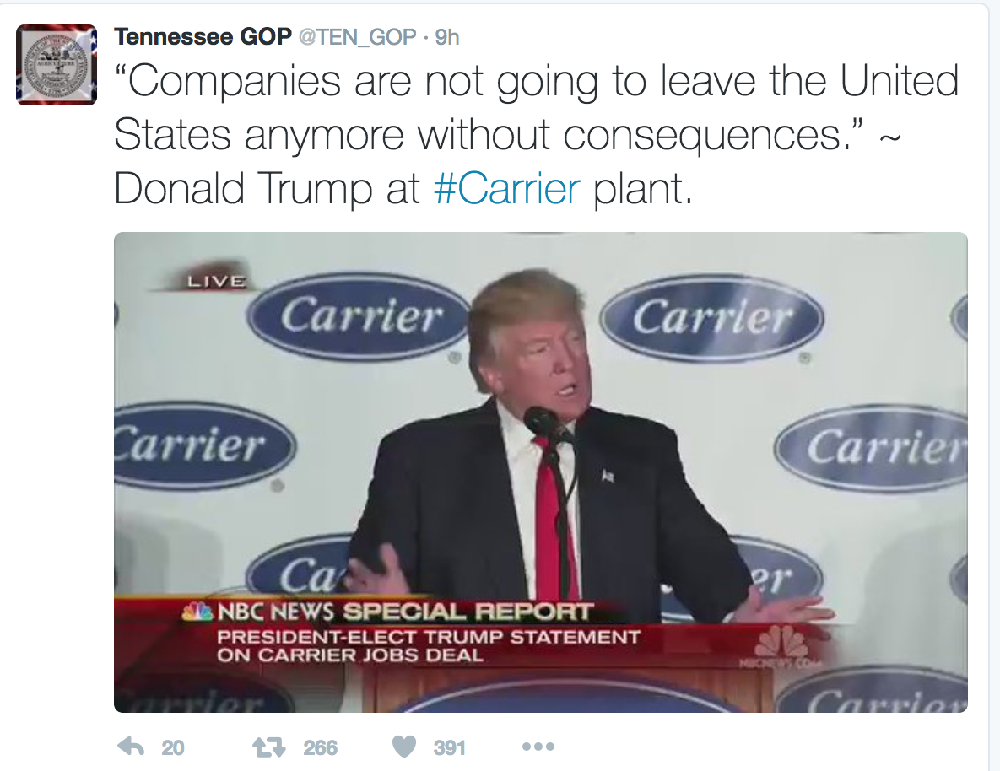 Tennessee GOP @TEN_GOP · 9h
“Companies are not going to leave the United
States anymore without consequences.” ~
Donald Trump at #Carrier plant.
LIVE
Carrier
Carrier
Carrier
Carrier
Ca
er
NBC NEWS SPECIAL REPORT
PRESIDENT-ELECT TRUMP STATEMENT
ON CARRIER JOBS DEAL
NBCNEWS.COM
Carrier
Carrier
20 266 391